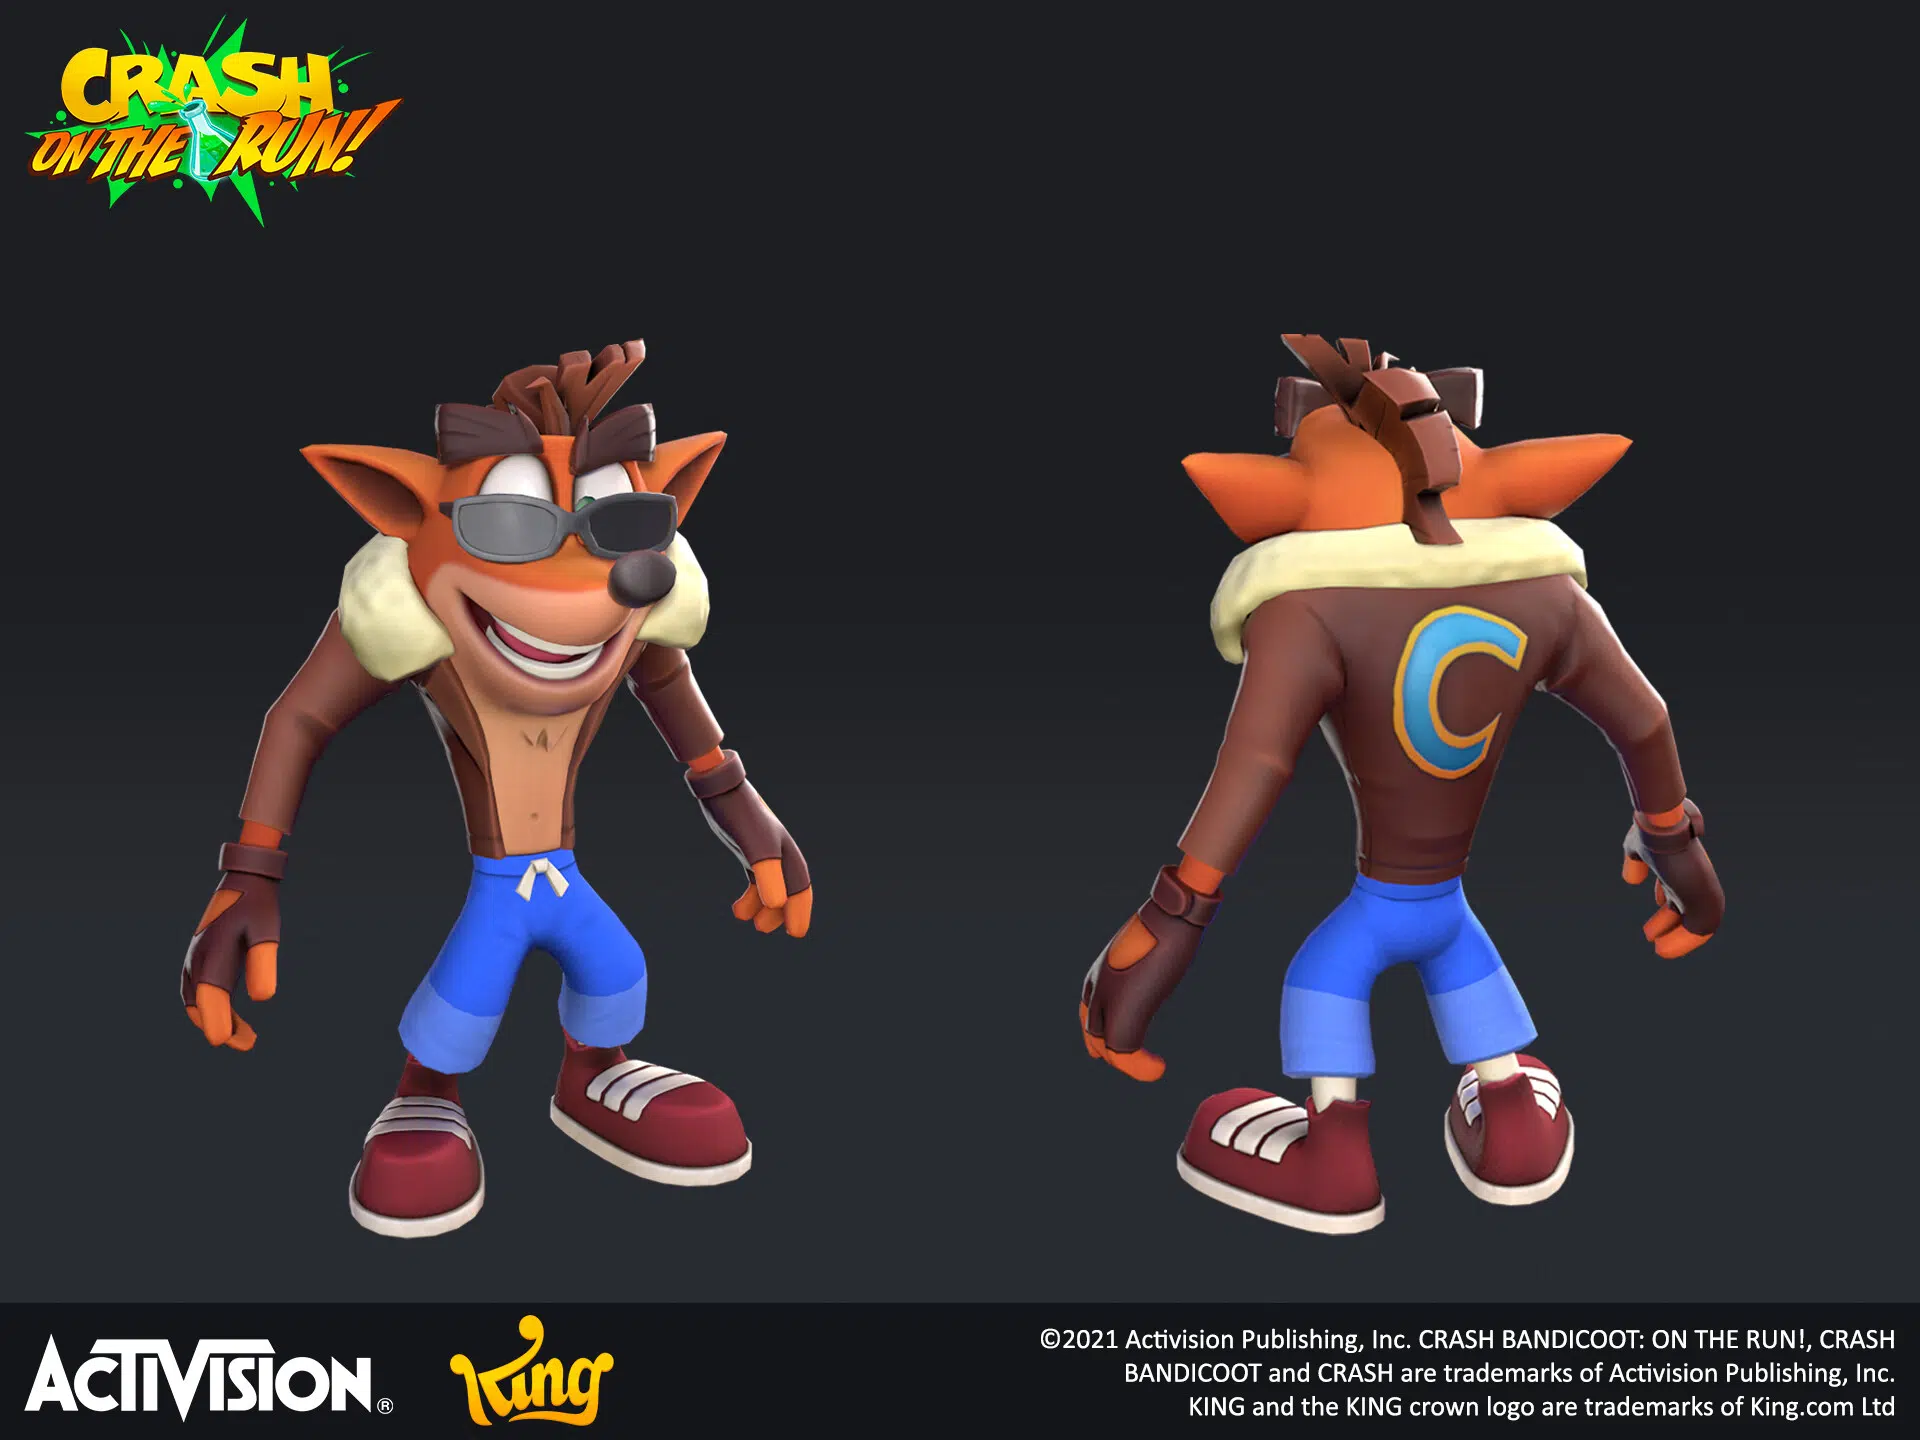 CRASH
ON THE RUN!
C
ACTIVISION®
King
©2021 Activision Publishing, Inc. CRASH BANDICOOT: ON THE RUN!, CRASH
BANDICOOT and CRASH are trademarks of Activision Publishing, Inc.
KING and the KING crown logo are trademarks of King.com Ltd